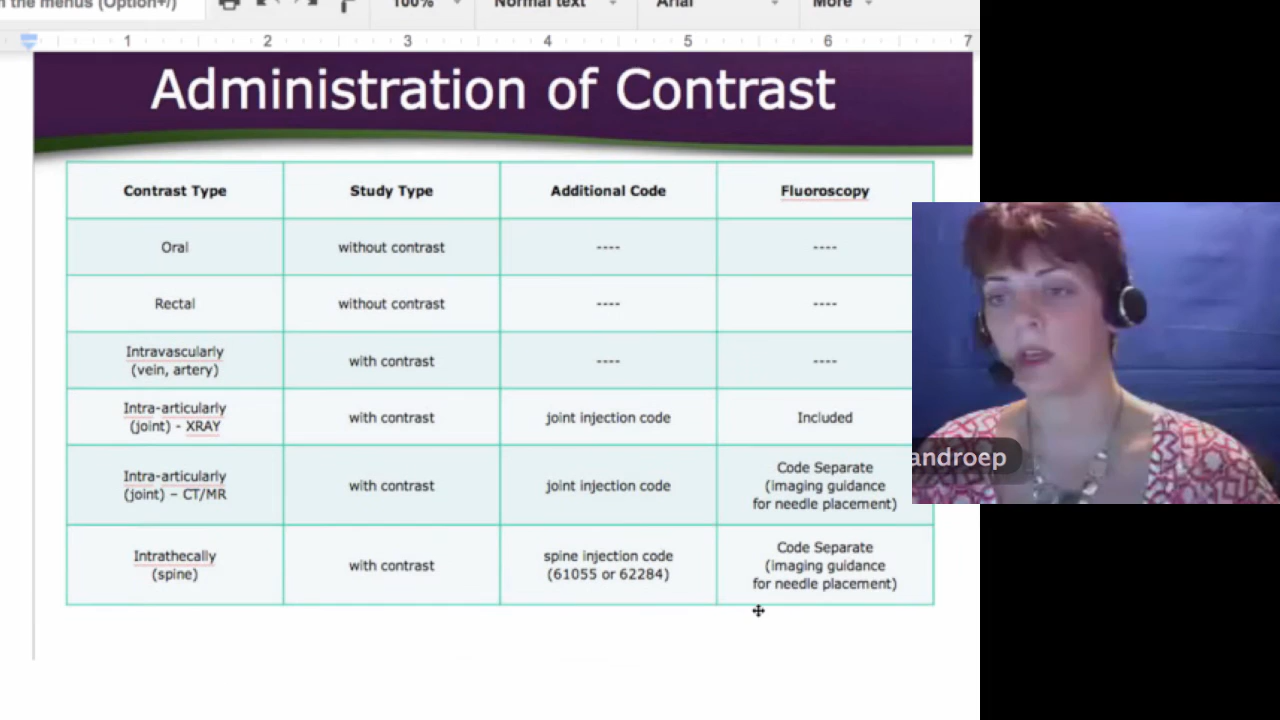 n the menus (Option+/)
100%
Normal text
Arial
More
1 2 3 4 5 6 7
Administration of Contrast
Contrast Type Study Type Additional Code Fluoroscopy
Oral without contrast ---- ----
Rectal without contrast ---- ----
Intravascularly
(vein, artery) with contrast ---- ----
Intra-articularly
(joint) - XRAY with contrast joint injection code Included
Intra-articularly
(joint) – CT/MR with contrast joint injection code Code Separate
(imaging guidance
for needle placement)
Intrathecally
(spine) with contrast spine injection code
(61055 or 62284) Code Separate
(imaging guidance
for needle placement)
androep